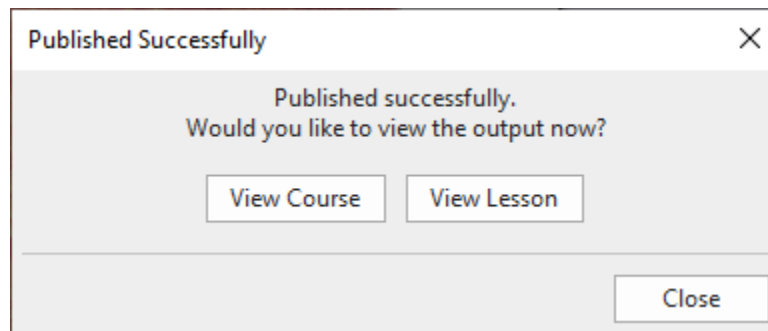 Published Successfully
Published successfully.
Would you like to view the output now?
View Course
View Lesson
Close